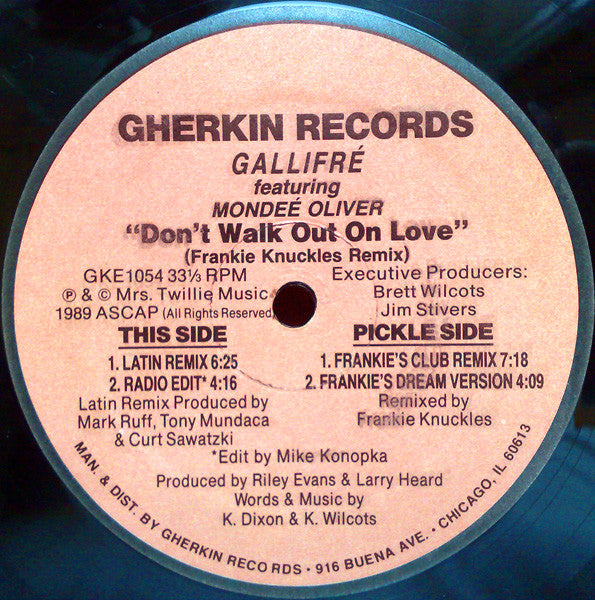 GHERKIN RECORDS
GALLIFRÉ
featuring
MONDEÉ OLIVER
"Don't Walk Out On Love"
(Frankie Knuckles Remix)
GKE1054 33⅓ RPM
℗ & © Mrs. Twillie Music
1989 ASCAP (All Rights Reserved)
Executive Producers:
Brett Wilcots
Jim Stivers
THIS SIDE
1. LATIN REMIX 6:25
2. RADIO EDIT* 4:16
Latin Remix Produced by
Mark Ruff, Tony Mundaca
& Curt Sawatzki
PICKLE SIDE
1. FRANKIE'S CLUB REMIX 7:18
2. FRANKIE'S DREAM VERSION 4:09
Remixed by
Frankie Knuckles
*Edit by Mike Konopka
Produced by Riley Evans & Larry Heard
Words & Music by
K. Dixon & K. Wilcots
MAN. & DIST. BY GHERKIN RECORDS • 916 BUENA AVE. • CHICAGO, IL 60613